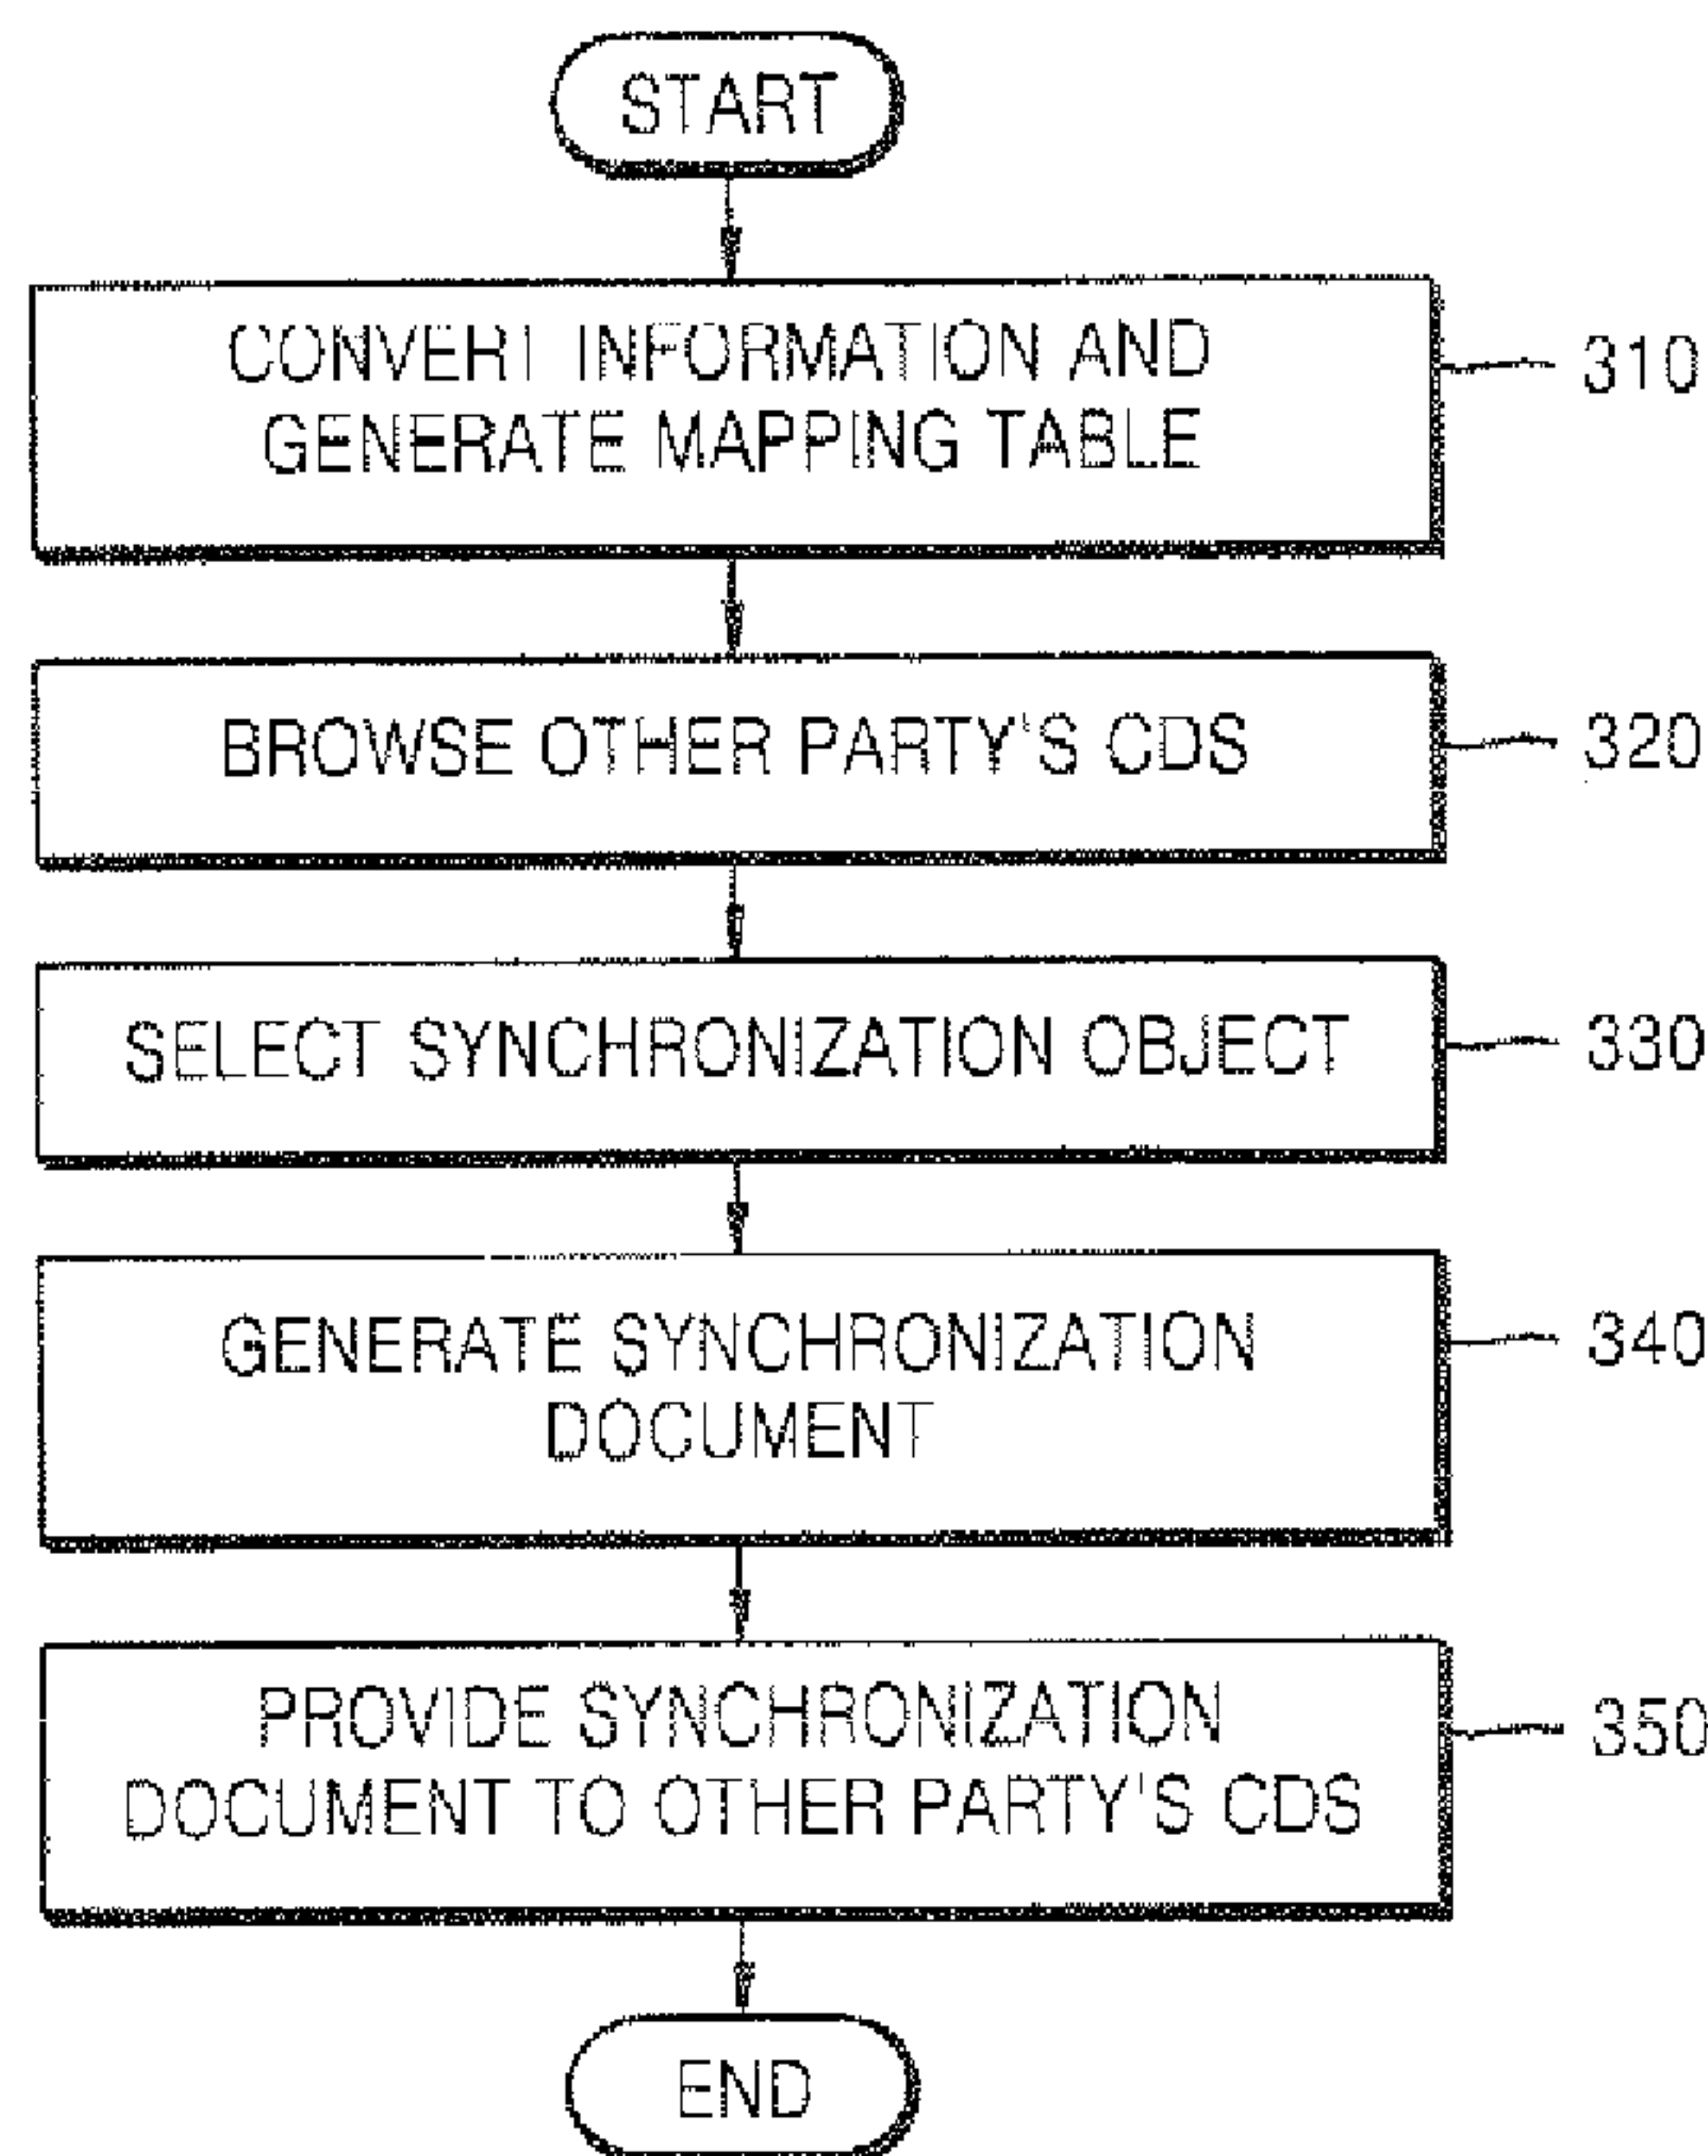 START
CONVERT INFORMATION AND
GENERATE MAPPING TABLE
310
BROWSE OTHER PARTY'S CDS
320
SELECT SYNCHRONIZATION OBJECT
330
GENERATE SYNCHRONIZATION
DOCUMENT
340
PROVIDE SYNCHRONIZATION
DOCUMENT TO OTHER PARTY'S CDS
350
END